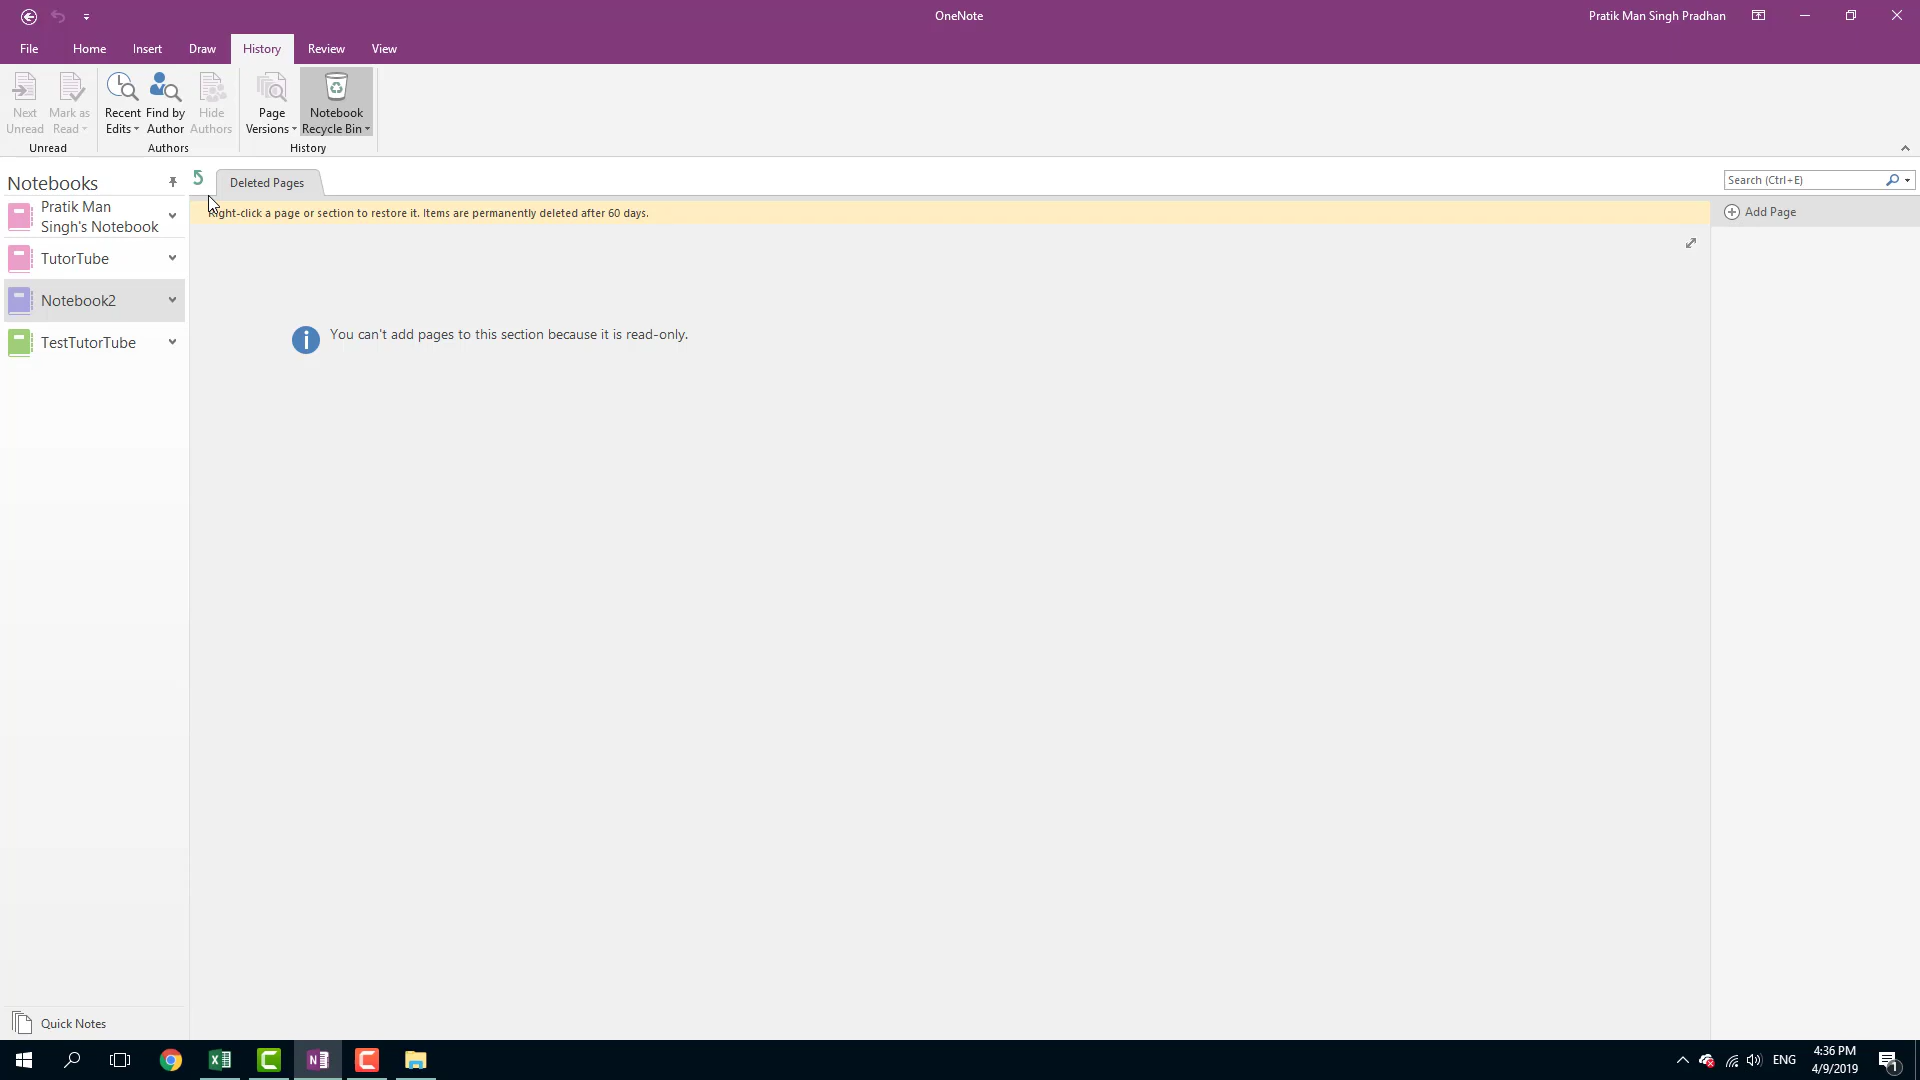 OneNote
Pratik Man Singh Pradhan
File
Home
Insert
Draw
History
Review
View
Next
Unread
Mark as
Read
Recent
Edits
Find by
Author
Hide
Authors
Page
Versions
Notebook
Recycle Bin
Unread
Authors
History
Notebooks
Deleted Pages
Search (Ctrl+E)
Pratik Man
Singh's Notebook
Right-click a page or section to restore it. Items are permanently deleted after 60 days.
Add Page
TutorTube
Notebook2
TestTutorTube
You can't add pages to this section because it is read-only.
Quick Notes
ENG
4:36 PM
4/9/2019
1